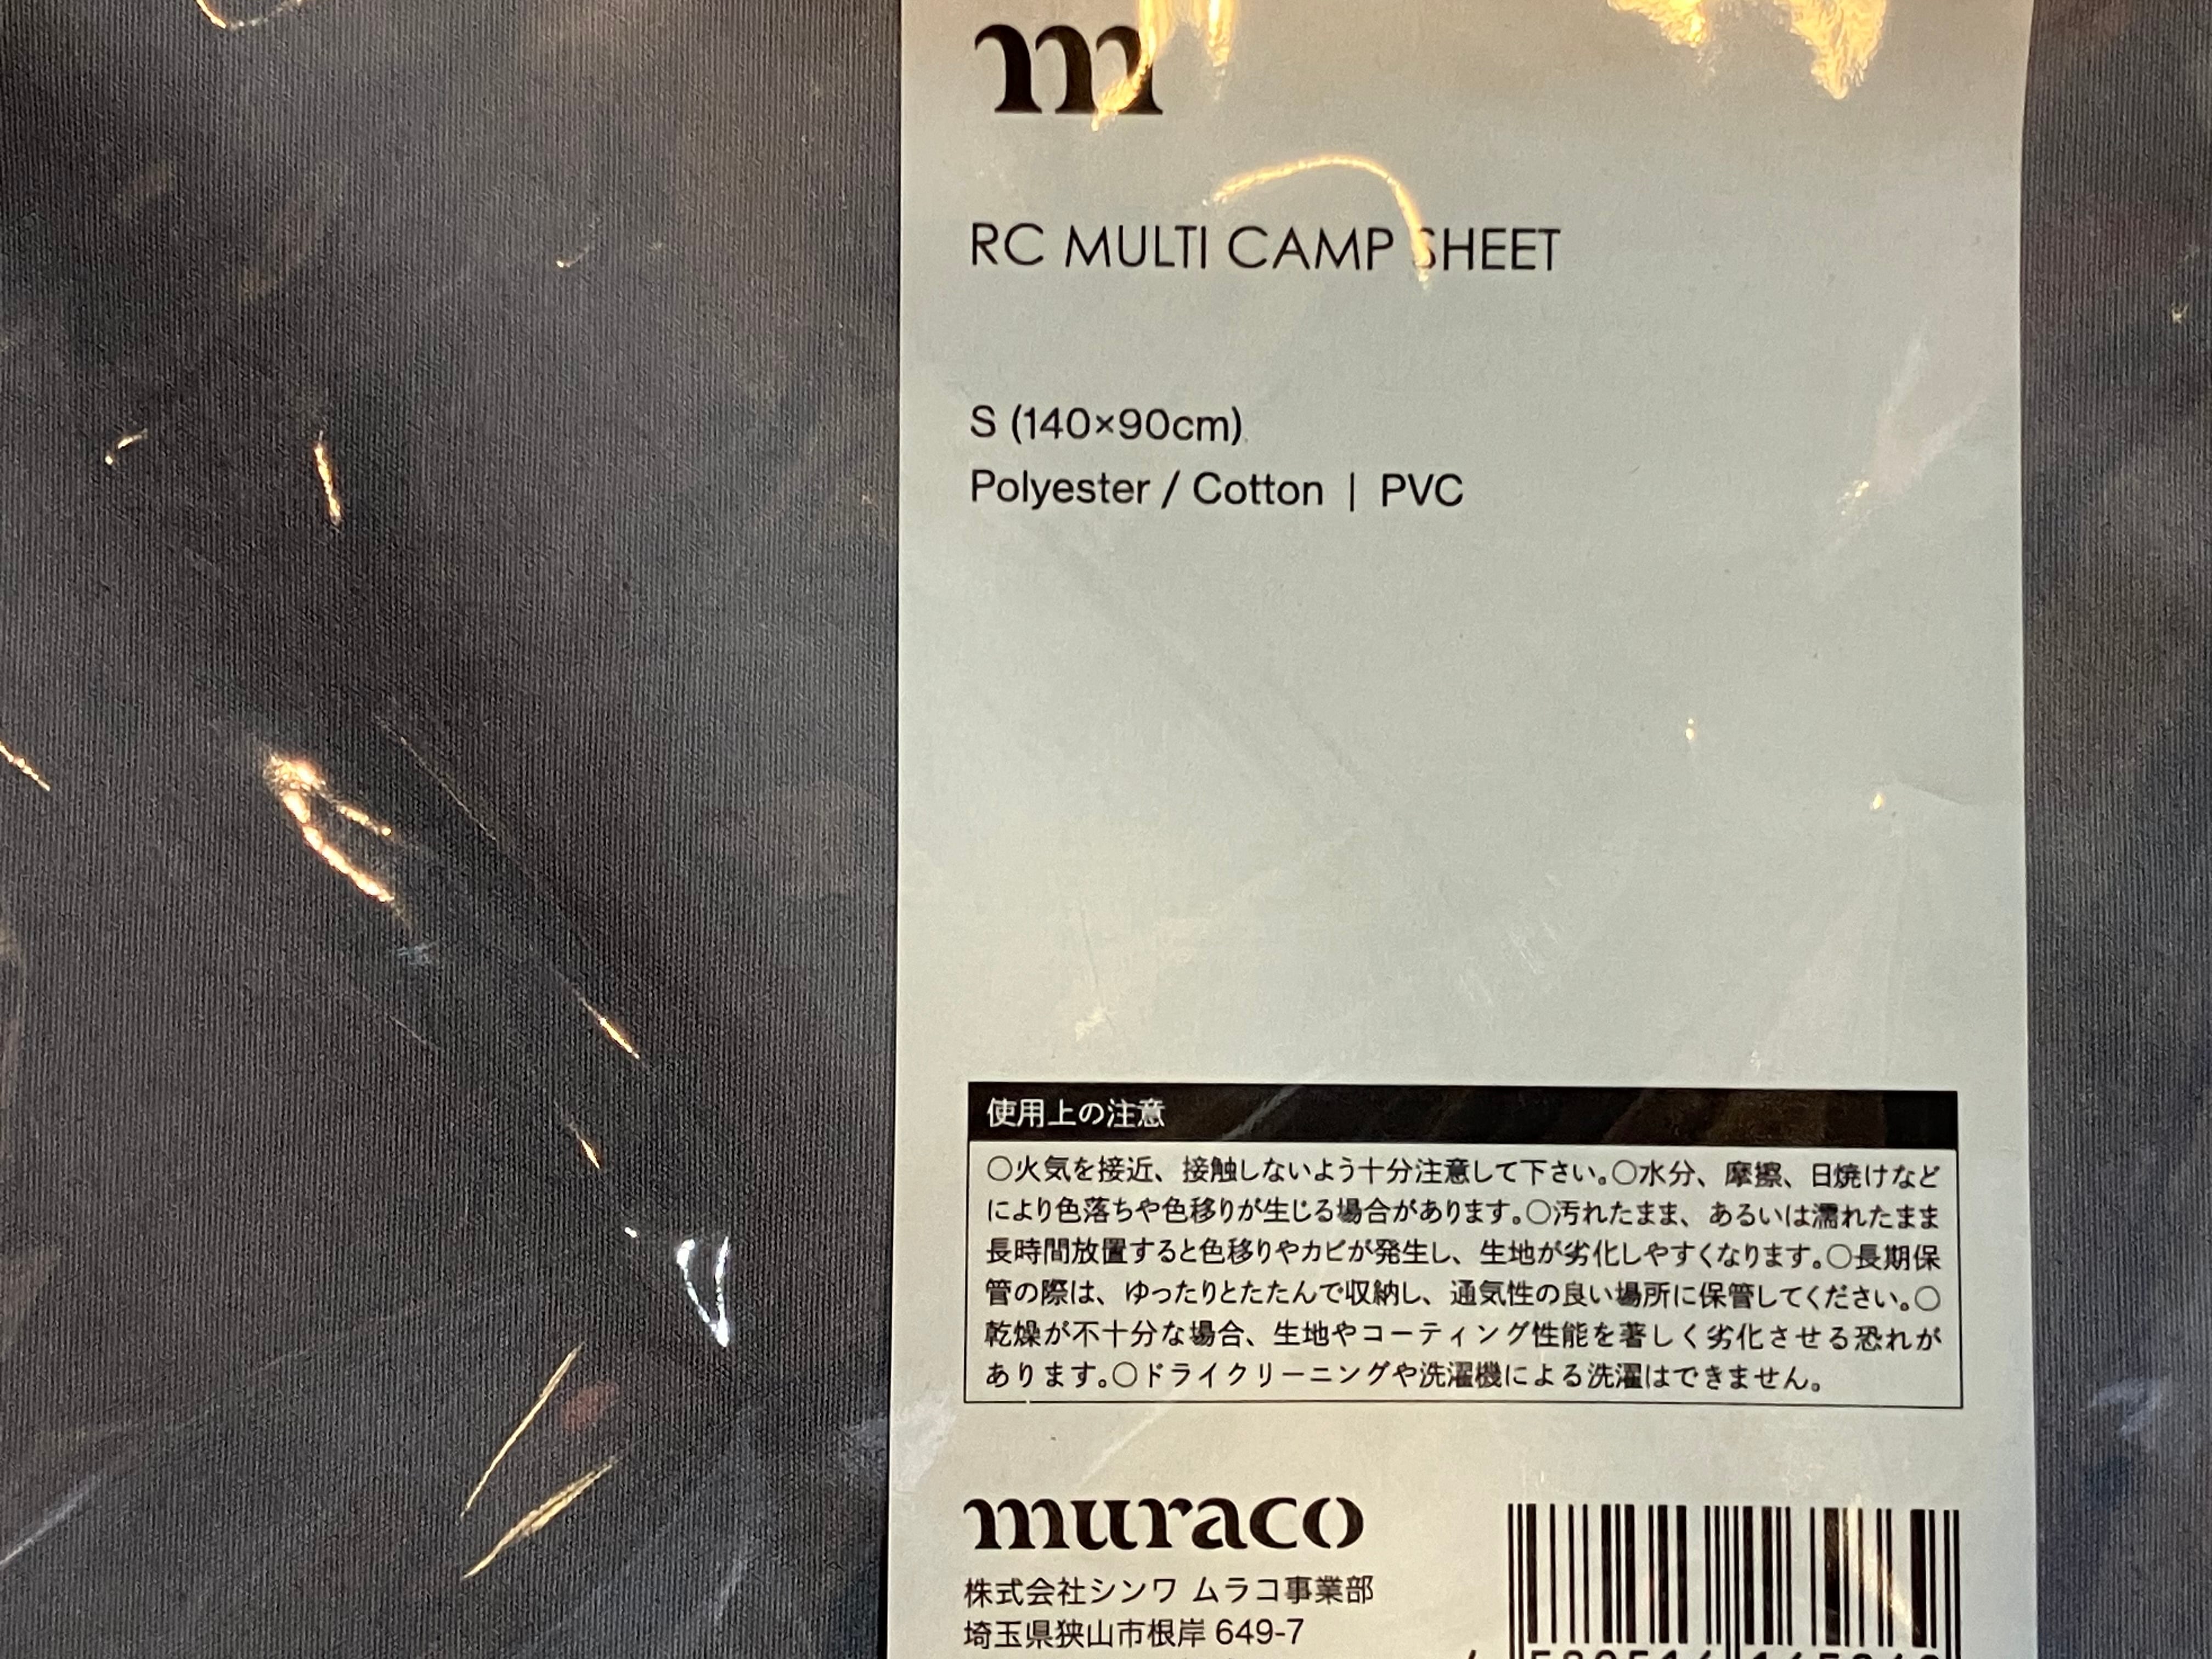 m
RC MULTI CAMP SHEET
S (140×90cm)
Polyester / Cotton | PVC
使用上の注意
○火気を接近、接触しないよう十分注意して下さい。○水分、摩擦、日焼けなど
により色落ちや色移りが生じる場合があります。○汚れたまま、あるいは濡れたまま
長時間放置すると色移りやカビが発生し、生地が劣化しやすくなります。○長期保
管の際は、ゆったりとたたんで収納し、通気性の良い場所に保管してください。○
乾燥が不十分な場合、生地やコーティング性能を著しく劣化させる恐れが
あります。○ドライクリーニングや洗濯機による洗濯はできません。
muraco
株式会社シンワ ムラコ事業部
埼玉県狭山市根岸 649-7